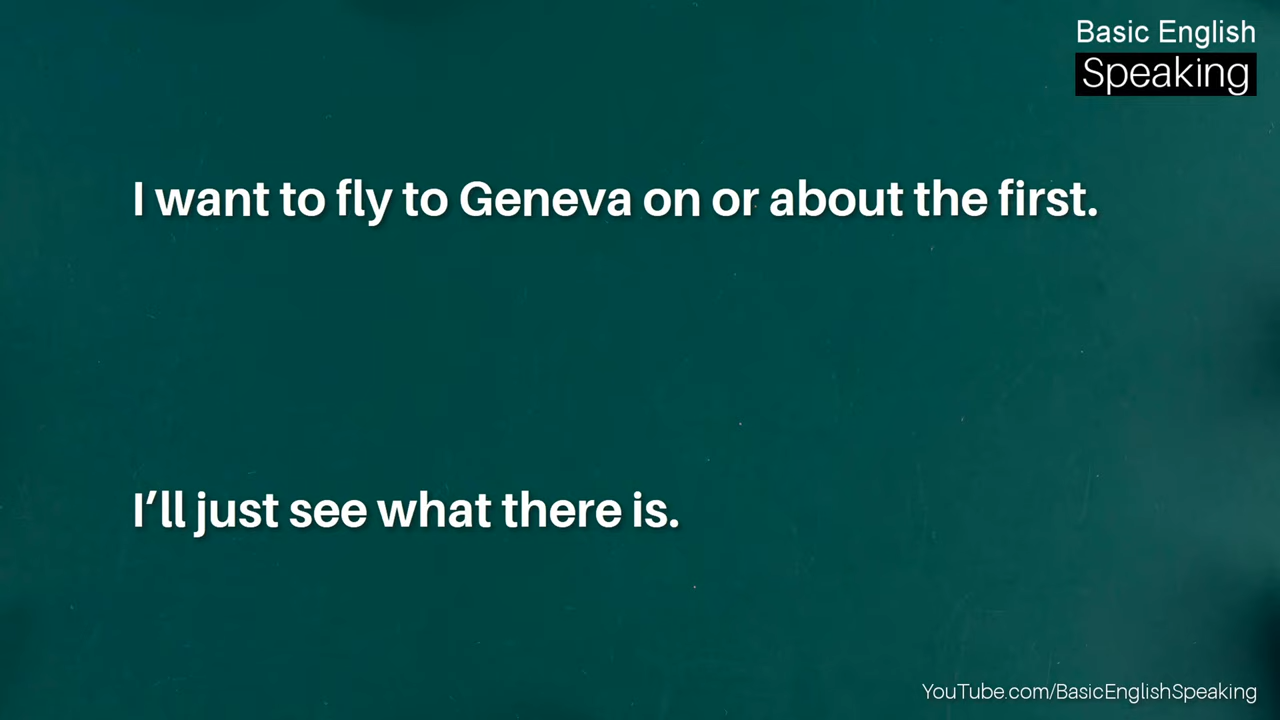 Basic English
Speaking
I want to fly to Geneva on or about the first.
I’ll just see what there is.
YouTube.com/BasicEnglishSpeaking